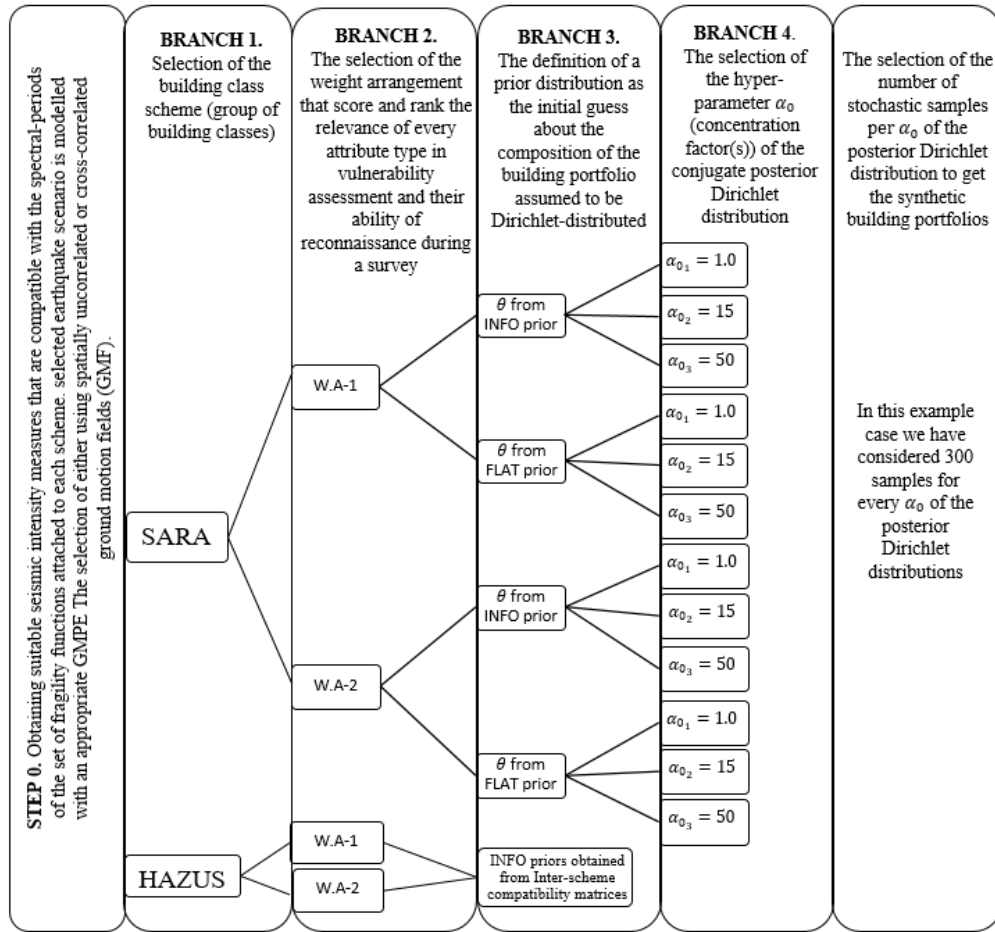 STEP 0. Obtaining suitable seismic intensity measures that are compatible with the spectral-periods
of the set of fragility functions attached to each scheme. selected earthquake scenario is modelled
with an appropriate GMPE The selection of either using spatially uncorrelated or cross-correlated
ground motion fields (GMF).
BRANCH 1.
Selection of the
building class
scheme (group of
building classes)
SARA
HAZUS
BRANCH 2.
The selection of the
weight arrangement
that score and rank the
relevance of every
attribute type in
vulnerability
assessment and their
ability of
reconnaissance during
a survey
W.A-1
W.A-2
W.A-1
W.A-2
BRANCH 3.
The definition of a
prior distribution as
the initial guess
about the
composition of the
building portfolio
assumed to be
Dirichlet-distributed
θ from
INFO prior
θ from
FLAT prior
θ from
INFO prior
θ from
FLAT prior
INFO priors obtained
from Inter-scheme
compatibility matrices
BRANCH 4.
The selection of
the hyper-
parameter α₀
(concentration
factor(s)) of the
conjugate posterior
Dirichlet
distribution
α₀₁ = 1.0
α₀₂ = 15
α₀₃ = 50
α₀₁ = 1.0
α₀₂ = 15
α₀₃ = 50
α₀₁ = 1.0
α₀₂ = 15
α₀₃ = 50
α₀₁ = 1.0
α₀₂ = 15
α₀₃ = 50
The selection of the
number of
stochastic samples
per α₀ of the
posterior Dirichlet
distribution to get
the synthetic
building portfolios
In this example
case we have
considered 300
samples for
every α₀ of the
posterior
Dirichlet
distributions